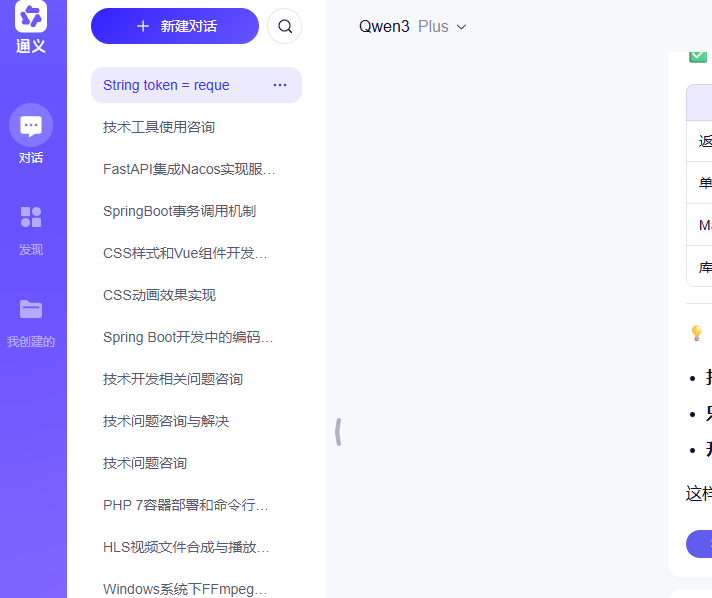 通义
对话
发现
我创建的
新建对话
String token = reque
技术工具使用咨询
FastAPI集成Nacos实现服…
SpringBoot事务调用机制
CSS样式和Vue组件开发…
CSS动画效果实现
Spring Boot开发中的编码…
技术开发相关问题咨询
技术问题咨询与解决
技术问题咨询
PHP 7容器部署和命令行…
HLS视频文件合成与播放…
Windows系统下FFmpeg…
Qwen3 Plus
返
单
库
这样